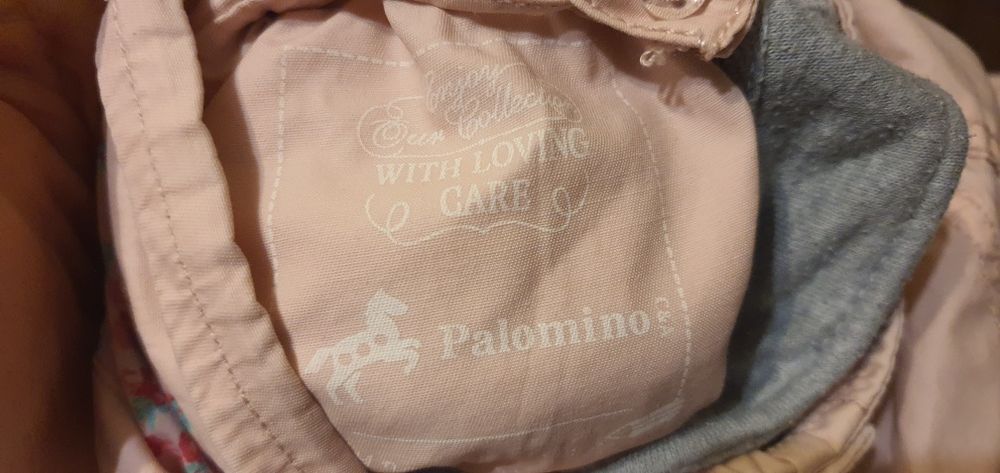 Enjoy
Our Collection
WITH LOVING
CARE
Palomino
C&A